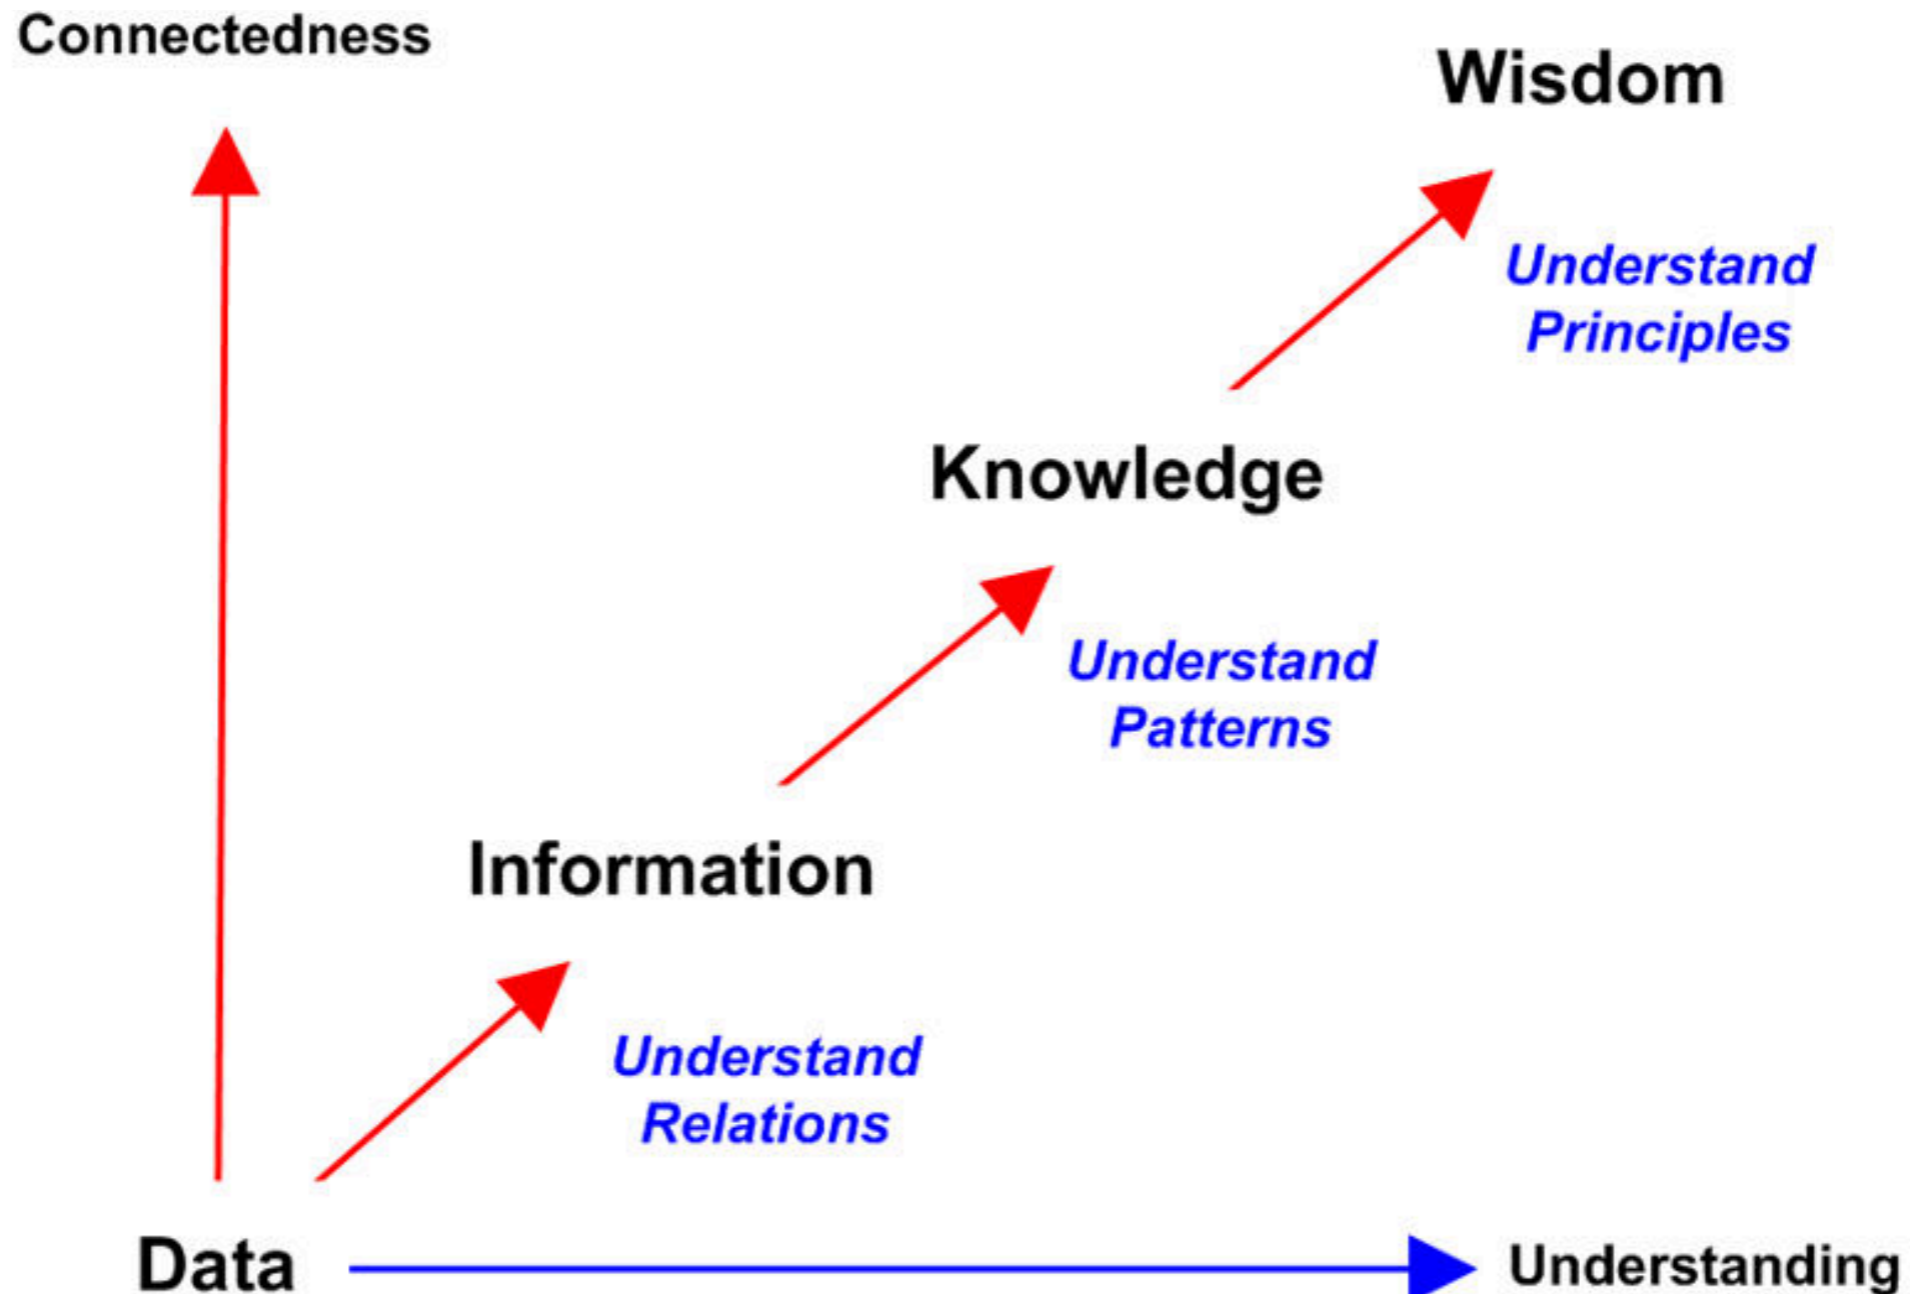 Connectedness
Wisdom
Understand
Principles
Knowledge
Understand
Patterns
Information
Understand
Relations
Data
Understanding